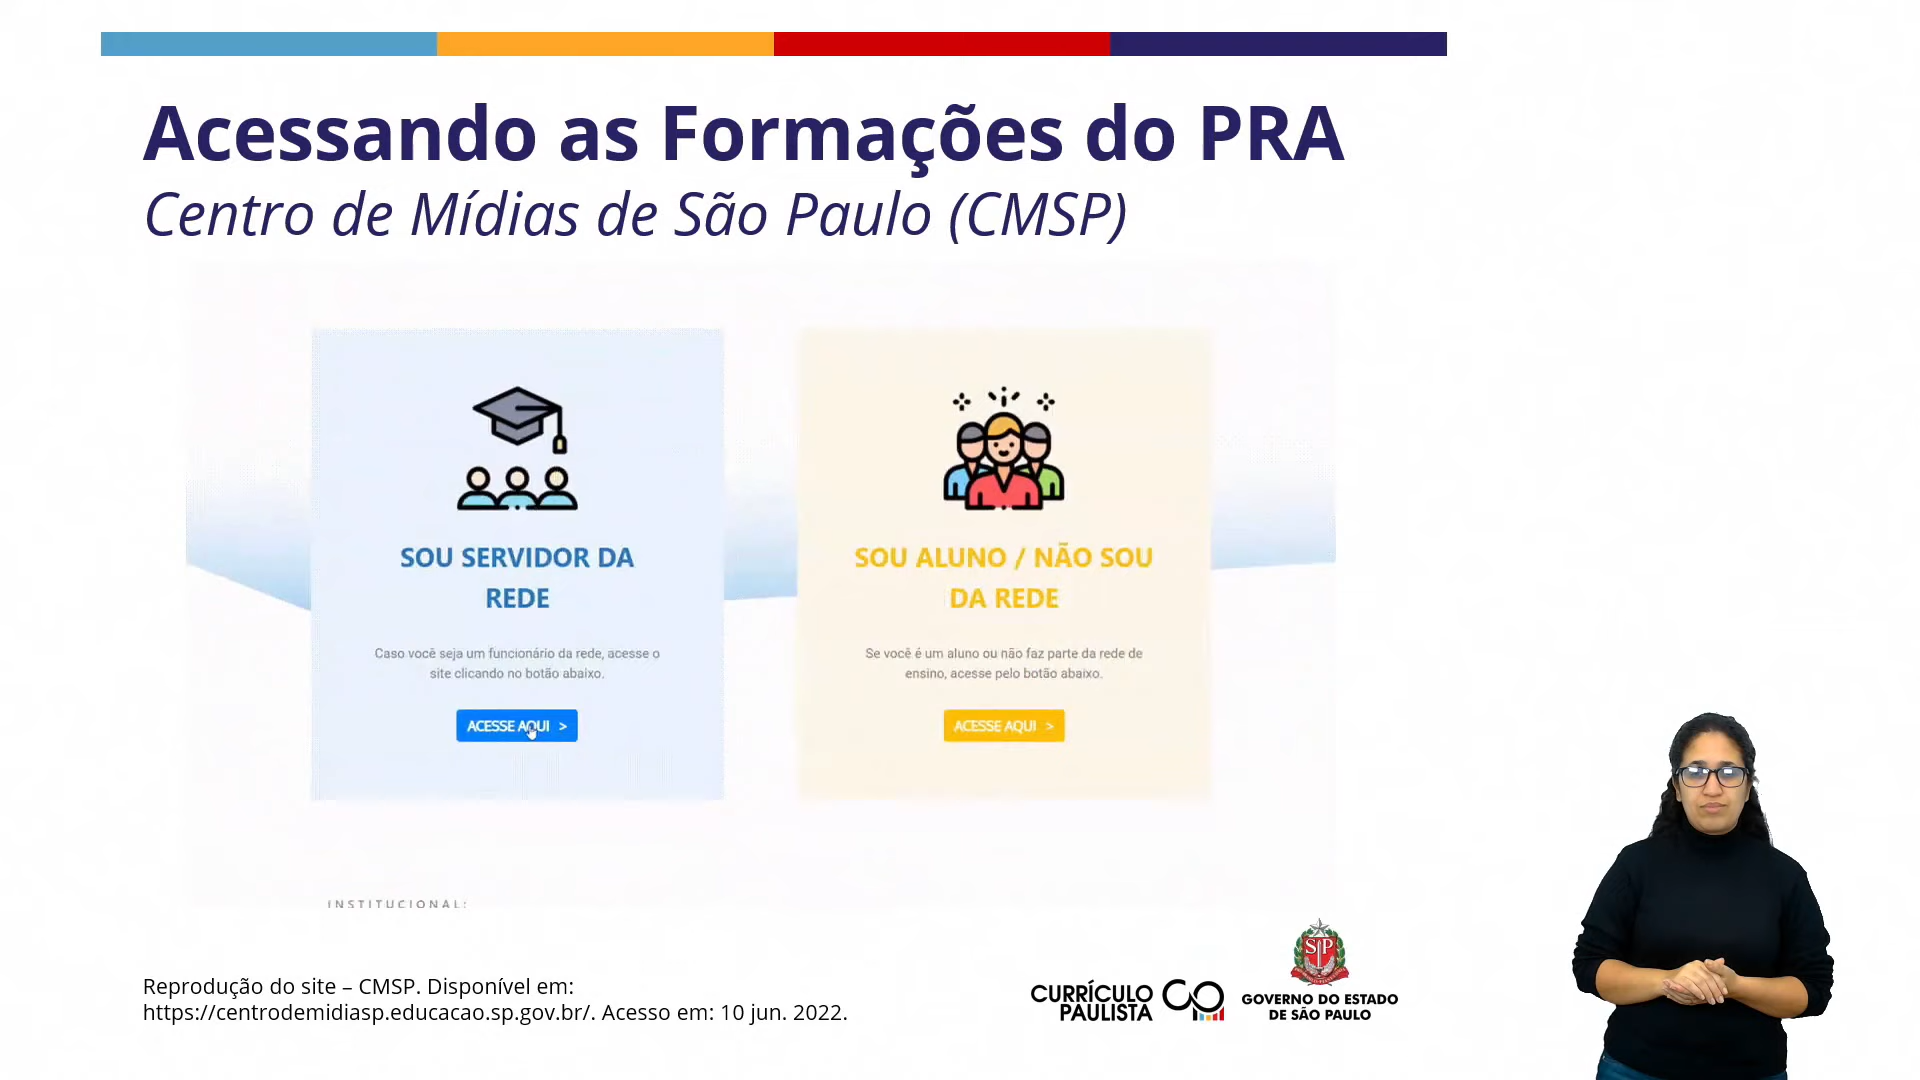 Acessando as Formações do PRA
Centro de Mídias de São Paulo (CMSP)
SOU SERVIDOR DA
REDE
Caso você seja um funcionário da rede, acesse o
site clicando no botão abaixo.
ACESSE AQUI >
SOU ALUNO / NÃO SOU
DA REDE
Se você é um aluno ou não faz parte da rede de
ensino, acesse pelo botão abaixo.
ACESSE AQUI >
INSTITUCIONAL:
Reprodução do site – CMSP. Disponível em:
https://centrodemidiasp.educacao.sp.gov.br/. Acesso em: 10 jun. 2022.
CURRÍCULO
PAULISTA
SP
GOVERNO DO ESTADO
DE SÃO PAULO